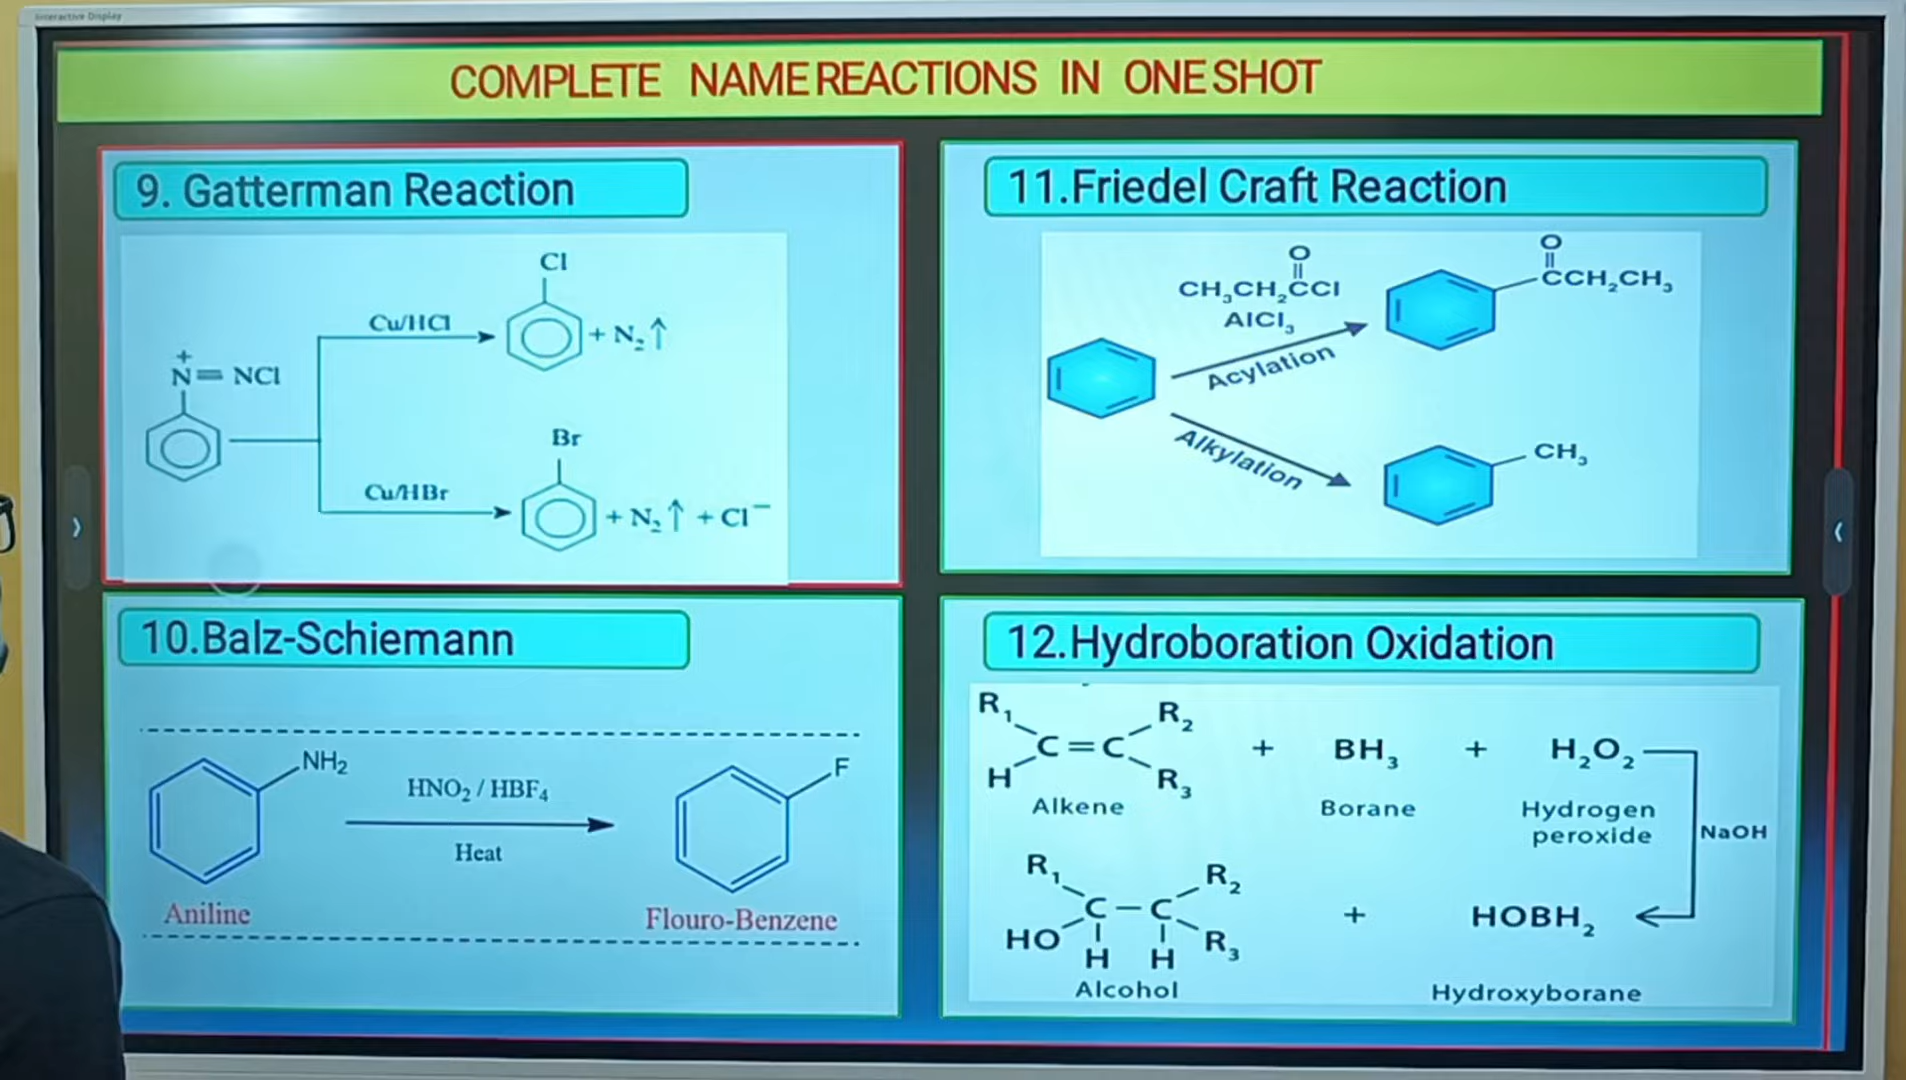 Interactive Display
COMPLETE NAME REACTIONS IN ONE SHOT
9. Gatterman Reaction
Cl
Cu/HCl
+ N₂↑
+
N=NCl
Br
Cu/HBr
+ N₂↑ + Cl⁻
10.Balz-Schiemann
NH₂
HNO₂ / HBF₄
Heat
F
Aniline
Flouro-Benzene
11.Friedel Craft Reaction
O
CH₃CH₂CCl
AlCl₃
Acylation
O
CCH₂CH₃
Alkylation
CH₃
12.Hydroboration Oxidation
R₁ R₂
C=C + BH₃ + H₂O₂
H R₃
Alkene Borane Hydrogen
peroxide
NaOH
R₁ R₂
C–C + HOBH₂
HO R₃
H H
Alcohol Hydroxyborane